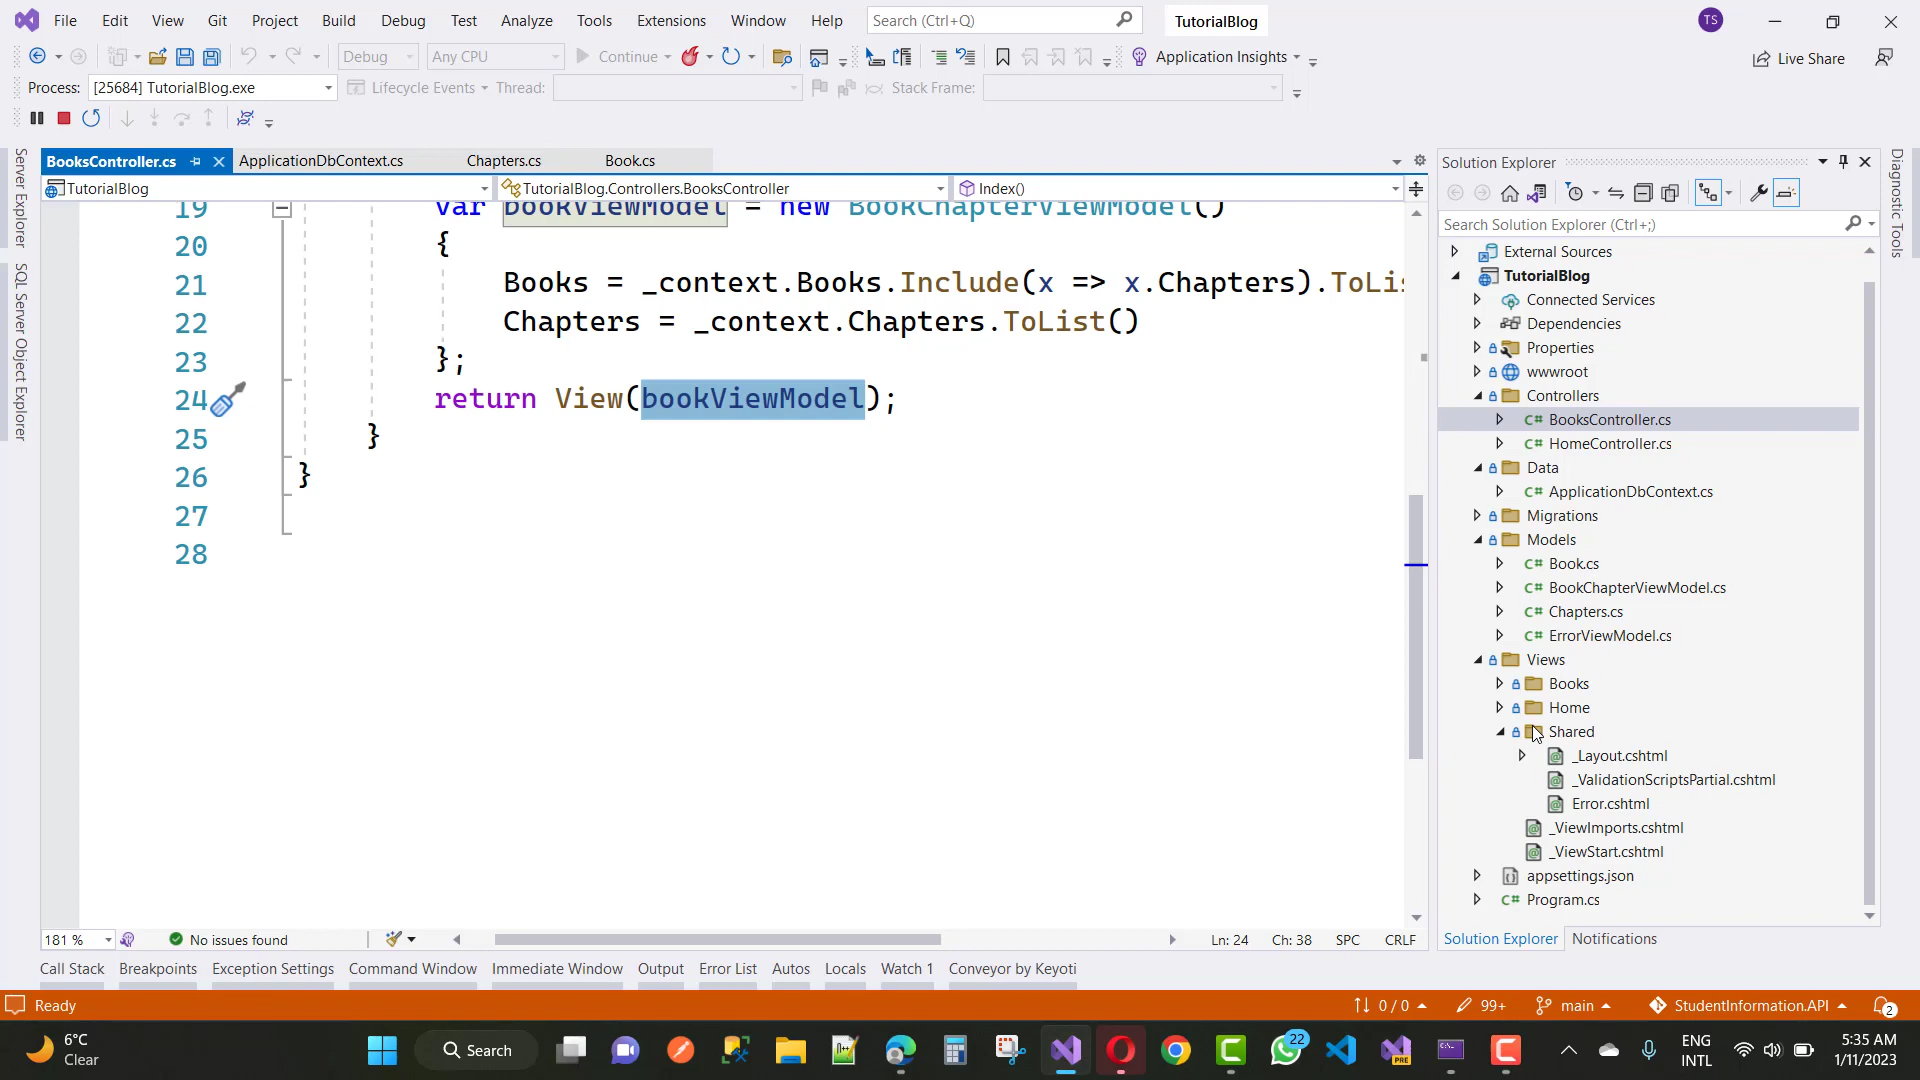 File Edit View Git Project Build Debug Test Analyze Tools Extensions Window Help Search (Ctrl+Q) TutorialBlog TS
Debug Any CPU Continue Application Insights Live Share
Process: [25684] TutorialBlog.exe Lifecycle Events Thread: Stack Frame:
Server Explorer
SQL Server Object Explorer
BooksController.cs ApplicationDbContext.cs Chapters.cs Book.cs
TutorialBlog TutorialBlog.Controllers.BooksController Index()
19 var bookViewModel = new BookChapterViewModel()
20 {
21 Books = _context.Books.Include(x => x.Chapters).ToLis
22 Chapters = _context.Chapters.ToList()
23 };
24 return View(bookViewModel);
25 }
26 }
27
28
181 % No issues found Ln: 24 Ch: 38 SPC CRLF
Call Stack Breakpoints Exception Settings Command Window Immediate Window Output Error List Autos Locals Watch 1 Conveyor by Keyoti
Solution Explorer
Search Solution Explorer (Ctrl+;)
External Sources
TutorialBlog
Connected Services
Dependencies
Properties
wwwroot
Controllers
C# BooksController.cs
C# HomeController.cs
Data
C# ApplicationDbContext.cs
Migrations
Models
C# Book.cs
C# BookChapterViewModel.cs
C# Chapters.cs
C# ErrorViewModel.cs
Views
Books
Home
Shared
_Layout.cshtml
_ValidationScriptsPartial.cshtml
Error.cshtml
_ViewImports.cshtml
_ViewStart.cshtml
appsettings.json
C# Program.cs
Solution Explorer Notifications
Diagnostic Tools
Ready 0 / 0 99+ main StudentInformation.API 2
6°C
Clear
Search
22
PRE
ENG
INTL
5:35 AM
1/11/2023